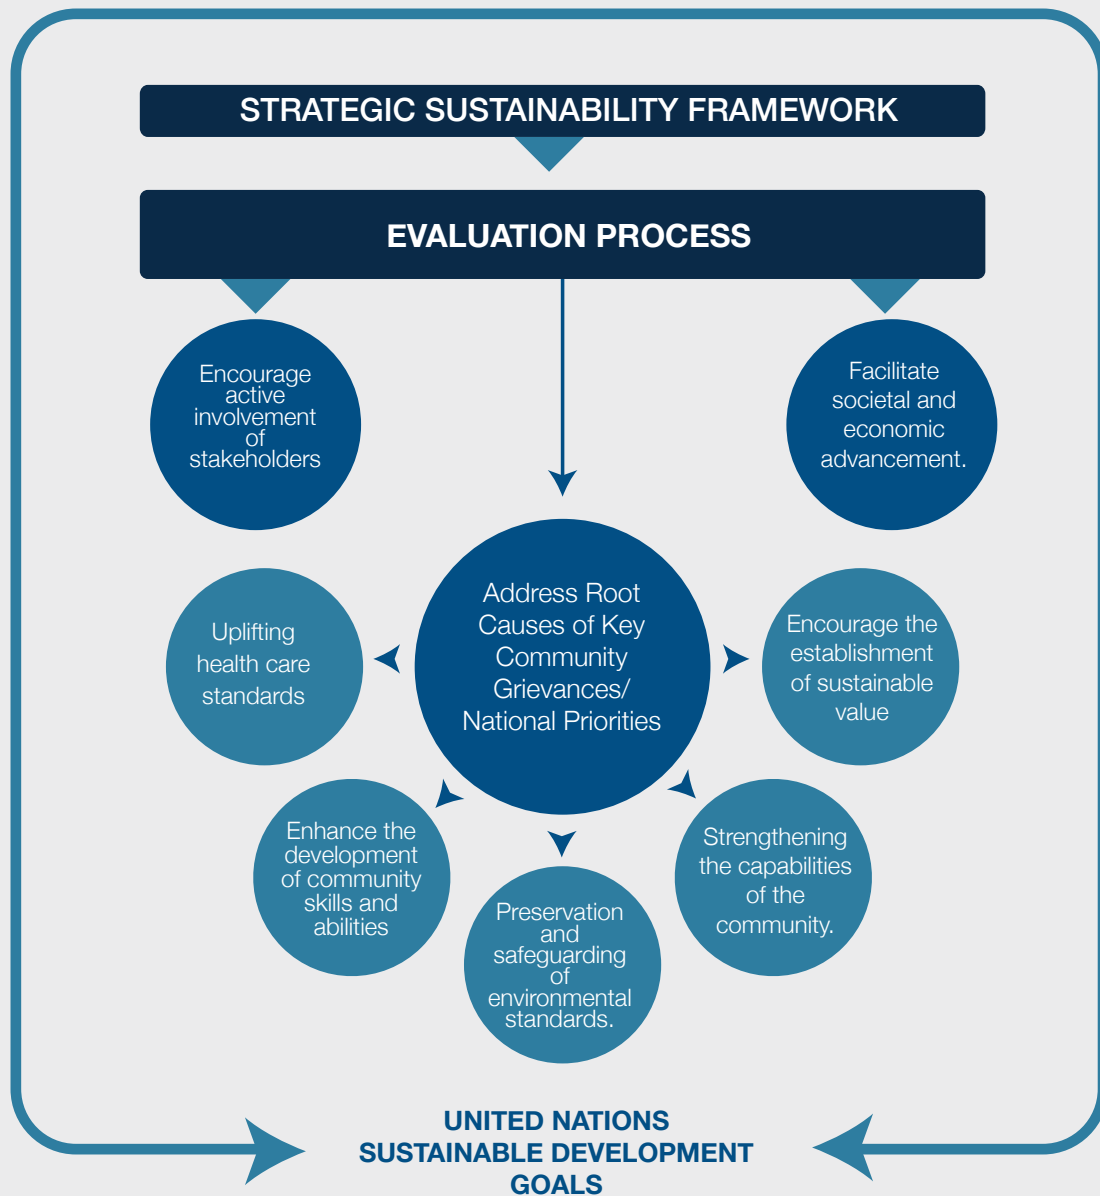 STRATEGIC SUSTAINABILITY FRAMEWORK
EVALUATION PROCESS
Encourage
active
involvement
of
stakeholders
Facilitate
societal and
economic
advancement.
Address Root
Causes of Key
Community
Grievances/
National Priorities
Uplifting
health care
standards
Encourage the
establishment
of sustainable
value
Enhance the
development
of community
skills and
abilities
Preservation
and
safeguarding
of
environmental
standards.
Strengthening
the capabilities
of the
community.
UNITED NATIONS
SUSTAINABLE DEVELOPMENT
GOALS